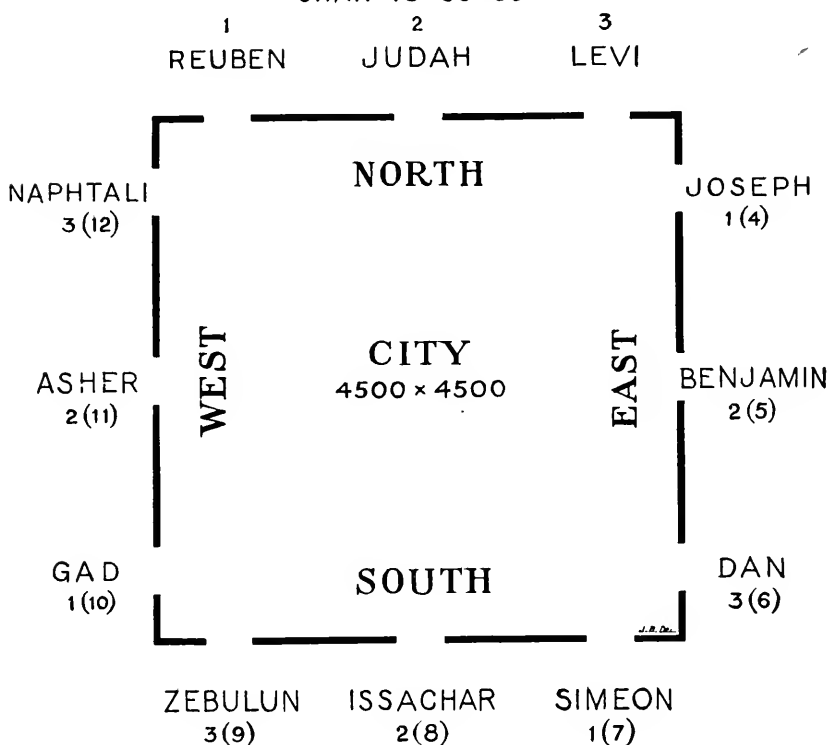 1 2 3
REUBEN JUDAH LEVI
NORTH
NAPHTALI JOSEPH
3 (12) 1 (4)
WEST CITY EAST
4500 × 4500
ASHER BENJAMIN
2 (11) 2 (5)
GAD SOUTH DAN
1 (10) 3 (6)
ZEBULUN ISSACHAR SIMEON
3 (9) 2 (8) 1 (7)